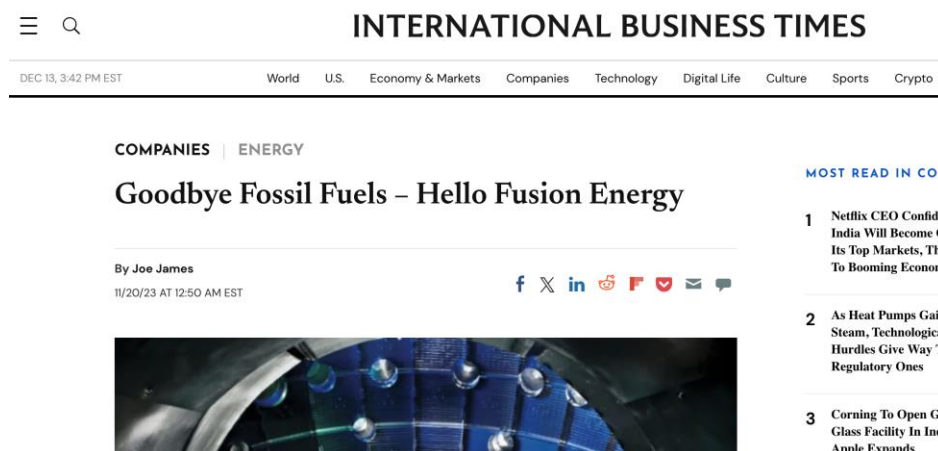 INTERNATIONAL BUSINESS TIMES
DEC 13, 3:42 PM EST
World U.S. Economy & Markets Companies Technology Digital Life Culture Sports Crypto
COMPANIES | ENERGY
Goodbye Fossil Fuels – Hello Fusion Energy
By Joe James
11/20/23 AT 12:50 AM EST
MOST READ IN
1 Netflix CEO
India Will Become
Its Top Markets,
To Booming
2 As Heat Pumps
Steam,
Hurdles Give Way
Regulatory Ones
3 Corning To Open
Glass Facility In
Apple Expands